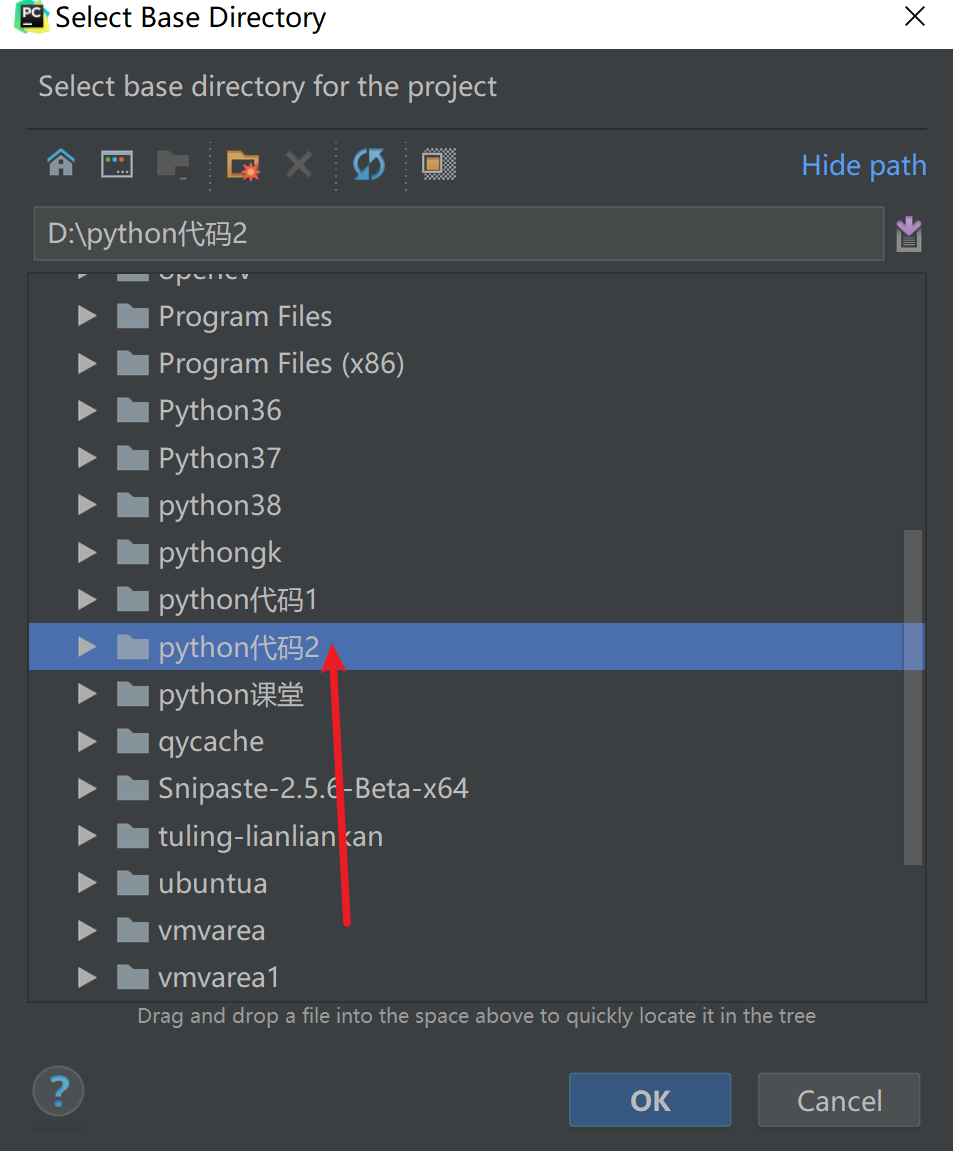 PC
Select Base Directory
Select base directory for the project
Hide path
D:\python代码2
opencv
Program Files
Program Files (x86)
Python36
Python37
python38
pythongk
python代码1
python代码2
python课堂
qycache
Snipaste-2.5.6-Beta-x64
tuling-lianliankan
ubuntua
vmvarea
vmvarea1
Drag and drop a file into the space above to quickly locate it in the tree
?
OK
Cancel